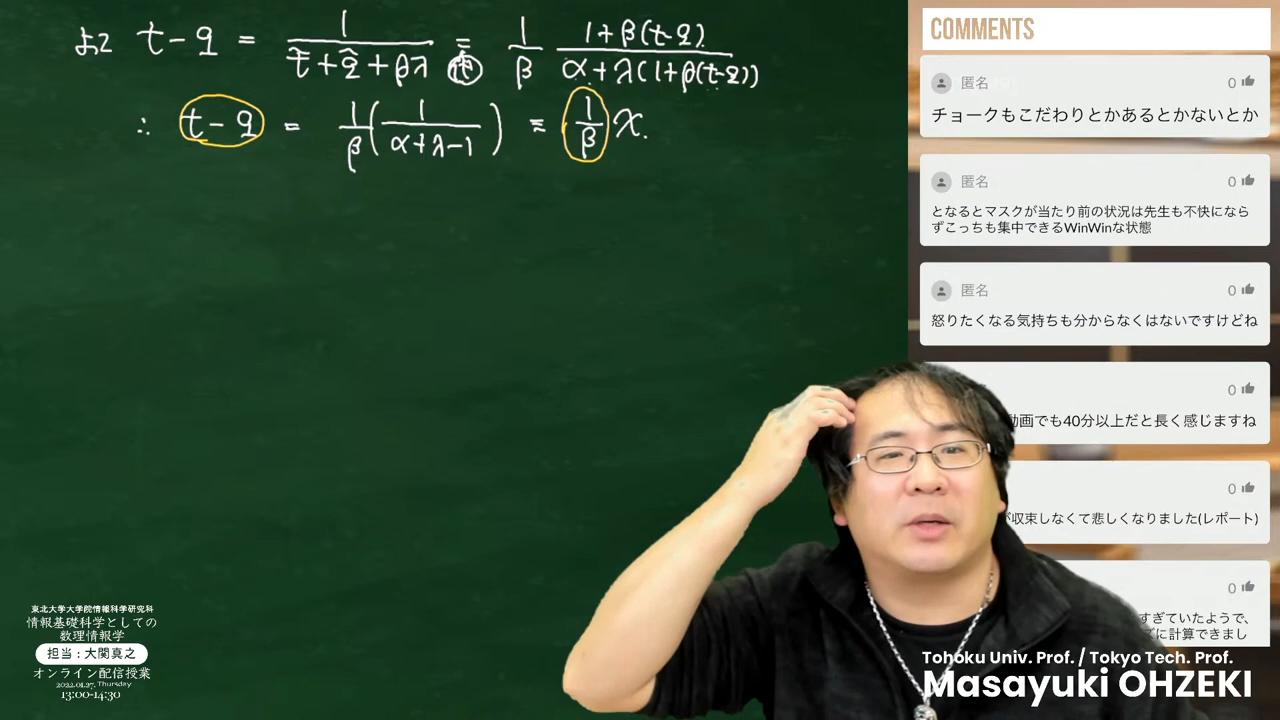 よって t-q = 1/(t̃+q̃+βλ) = 1/β (1+β(t-q))/(α+λ(1+β(t-q)))
∴ t-q = 1/β(1/(α+λ-1)) ≡ 1/β χ.
COMMENTS
匿名 0
チョークもこだわりとかあるとかないとか
匿名 0
となるとマスクが当たり前の状況は先生も不快になら
ずこっちも集中できるWinWinな状態
匿名 0
怒りたくなる気持ちも分からなくはないですけどね
0
動画でも40分以上だと長く感じますね
0
が収束しなくて悲しくなりました(レポート)
0
すぎていたようで、
ズに計算できまし
東北大学大学院情報科学研究科
情報基礎科学としての
数理情報学
担当:大関真之
オンライン配信授業
2022.01.27, Thursday
13:00-14:30
Tohoku Univ. Prof. / Tokyo Tech. Prof.
Masayuki OHZEKI